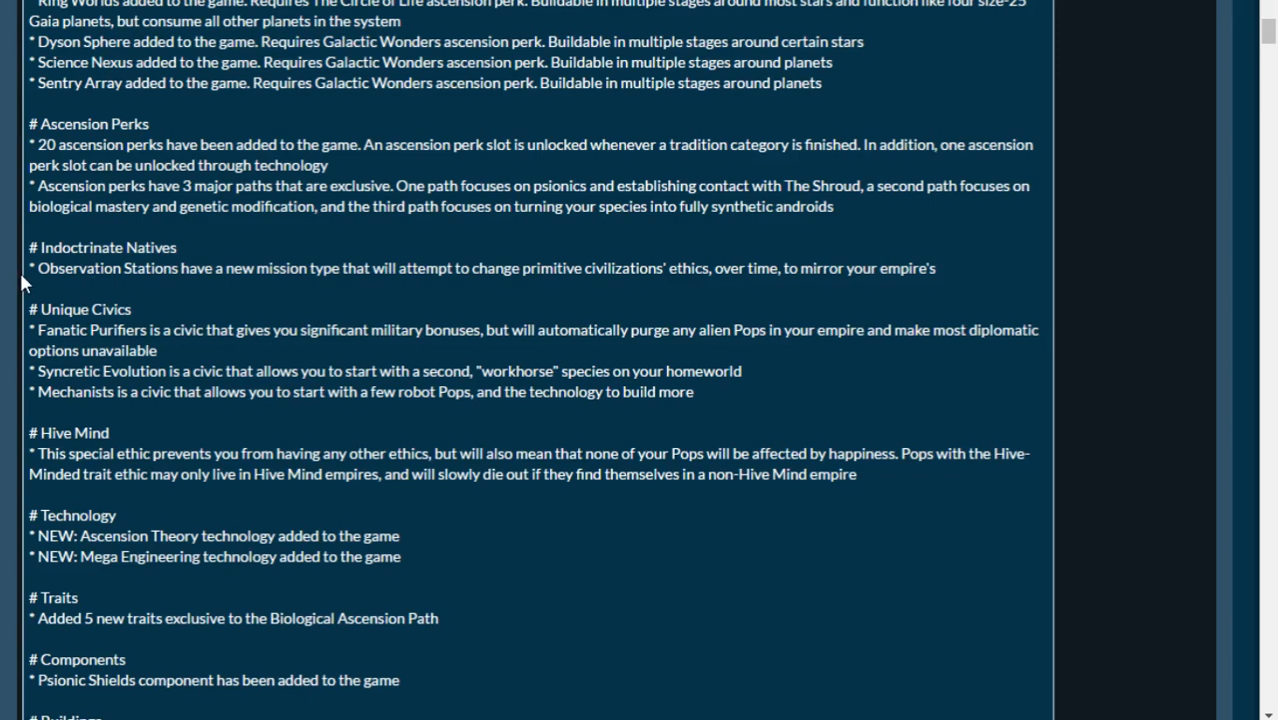 * Ring Worlds added to the game. Requires The Circle of Life ascension perk. Buildable in multiple stages around most stars and function like four size-25
Gaia planets, but consume all other planets in the system
* Dyson Sphere added to the game. Requires Galactic Wonders ascension perk. Buildable in multiple stages around certain stars
* Science Nexus added to the game. Requires Galactic Wonders ascension perk. Buildable in multiple stages around planets
* Sentry Array added to the game. Requires Galactic Wonders ascension perk. Buildable in multiple stages around planets
# Ascension Perks
* 20 ascension perks have been added to the game. An ascension perk slot is unlocked whenever a tradition category is finished. In addition, one ascension
perk slot can be unlocked through technology
* Ascension perks have 3 major paths that are exclusive. One path focuses on psionics and establishing contact with The Shroud, a second path focuses on
biological mastery and genetic modification, and the third path focuses on turning your species into fully synthetic androids
# Indoctrinate Natives
* Observation Stations have a new mission type that will attempt to change primitive civilizations' ethics, over time, to mirror your empire's
# Unique Civics
* Fanatic Purifiers is a civic that gives you significant military bonuses, but will automatically purge any alien Pops in your empire and make most diplomatic
options unavailable
* Syncretic Evolution is a civic that allows you to start with a second, "workhorse" species on your homeworld
* Mechanists is a civic that allows you to start with a few robot Pops, and the technology to build more
# Hive Mind
* This special ethic prevents you from having any other ethics, but will also mean that none of your Pops will be affected by happiness. Pops with the Hive-
Minded trait ethic may only live in Hive Mind empires, and will slowly die out if they find themselves in a non-Hive Mind empire
# Technology
* NEW: Ascension Theory technology added to the game
* NEW: Mega Engineering technology added to the game
# Traits
* Added 5 new traits exclusive to the Biological Ascension Path
# Components
* Psionic Shields component has been added to the game
# Buildings